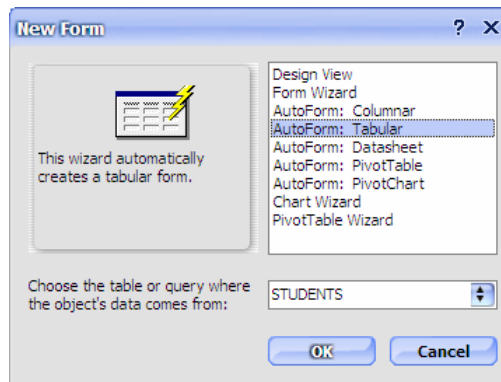 New Form
?
X
Design View
Form Wizard
AutoForm: Columnar
AutoForm: Tabular
AutoForm: Datasheet
AutoForm: PivotTable
AutoForm: PivotChart
Chart Wizard
PivotTable Wizard
This wizard automatically
creates a tabular form.
Choose the table or query where
the object's data comes from:
STUDENTS
OK
Cancel